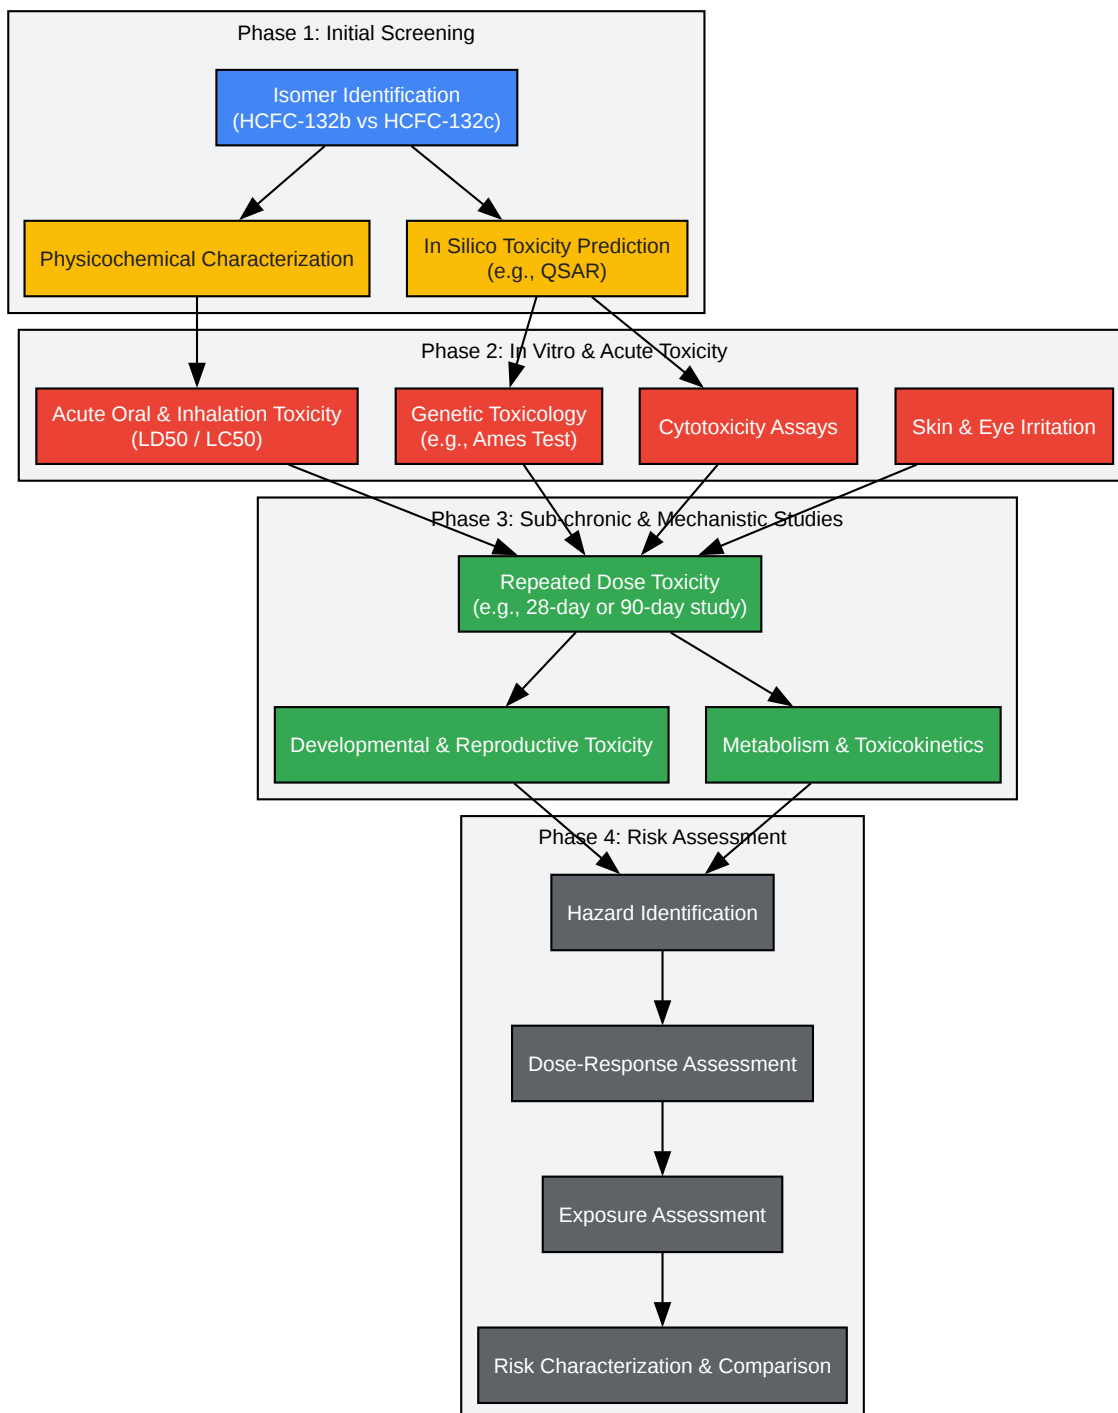 Phase 1: Initial Screening
Isomer Identification
(HCFC-132b vs HCFC-132c)
Physicochemical Characterization
In Silico Toxicity Prediction
(e.g., QSAR)
Phase 2: In Vitro & Acute Toxicity
Acute Oral & Inhalation Toxicity
(LD50 / LC50)
Genetic Toxicology
(e.g., Ames Test)
Cytotoxicity Assays
Skin & Eye Irritation
Phase 3: Sub-chronic & Mechanistic Studies
Repeated Dose Toxicity
(e.g., 28-day or 90-day study)
Developmental & Reproductive Toxicity
Metabolism & Toxicokinetics
Phase 4: Risk Assessment
Hazard Identification
Dose-Response Assessment
Exposure Assessment
Risk Characterization & Comparison